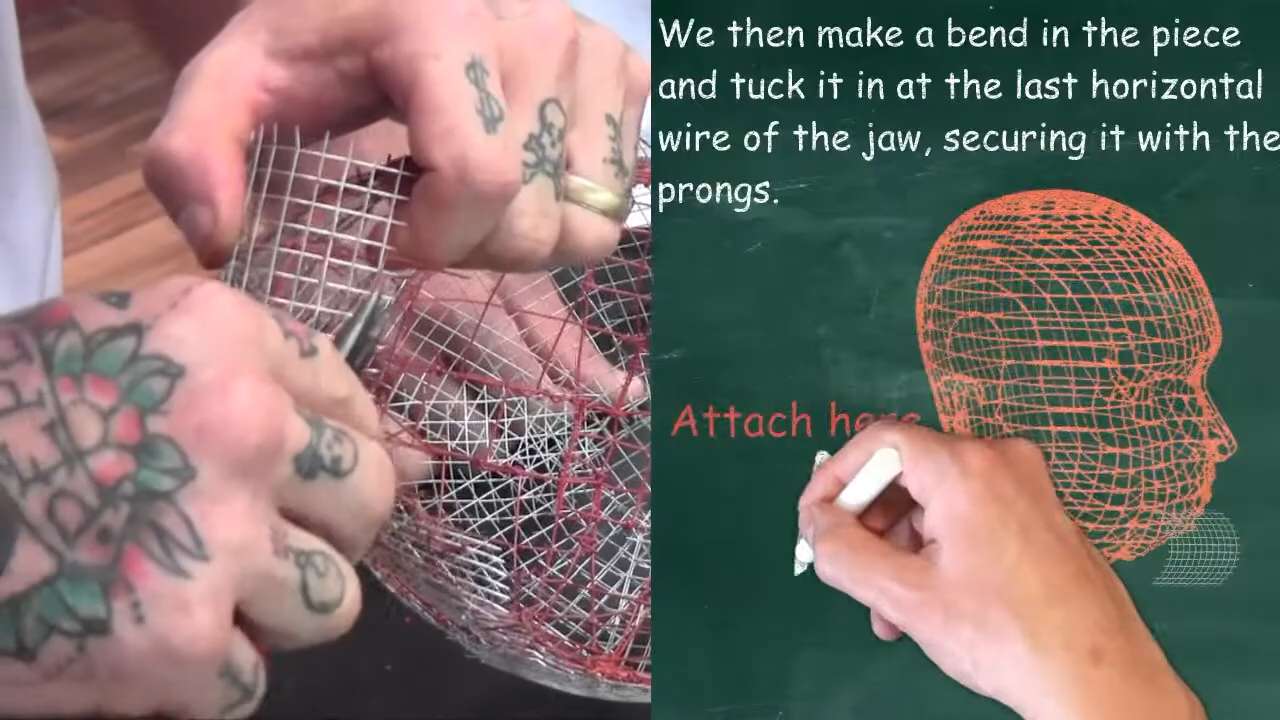 We then make a bend in the piece
and tuck it in at the last horizontal
wire of the jaw, securing it with the
prongs.
Attach here